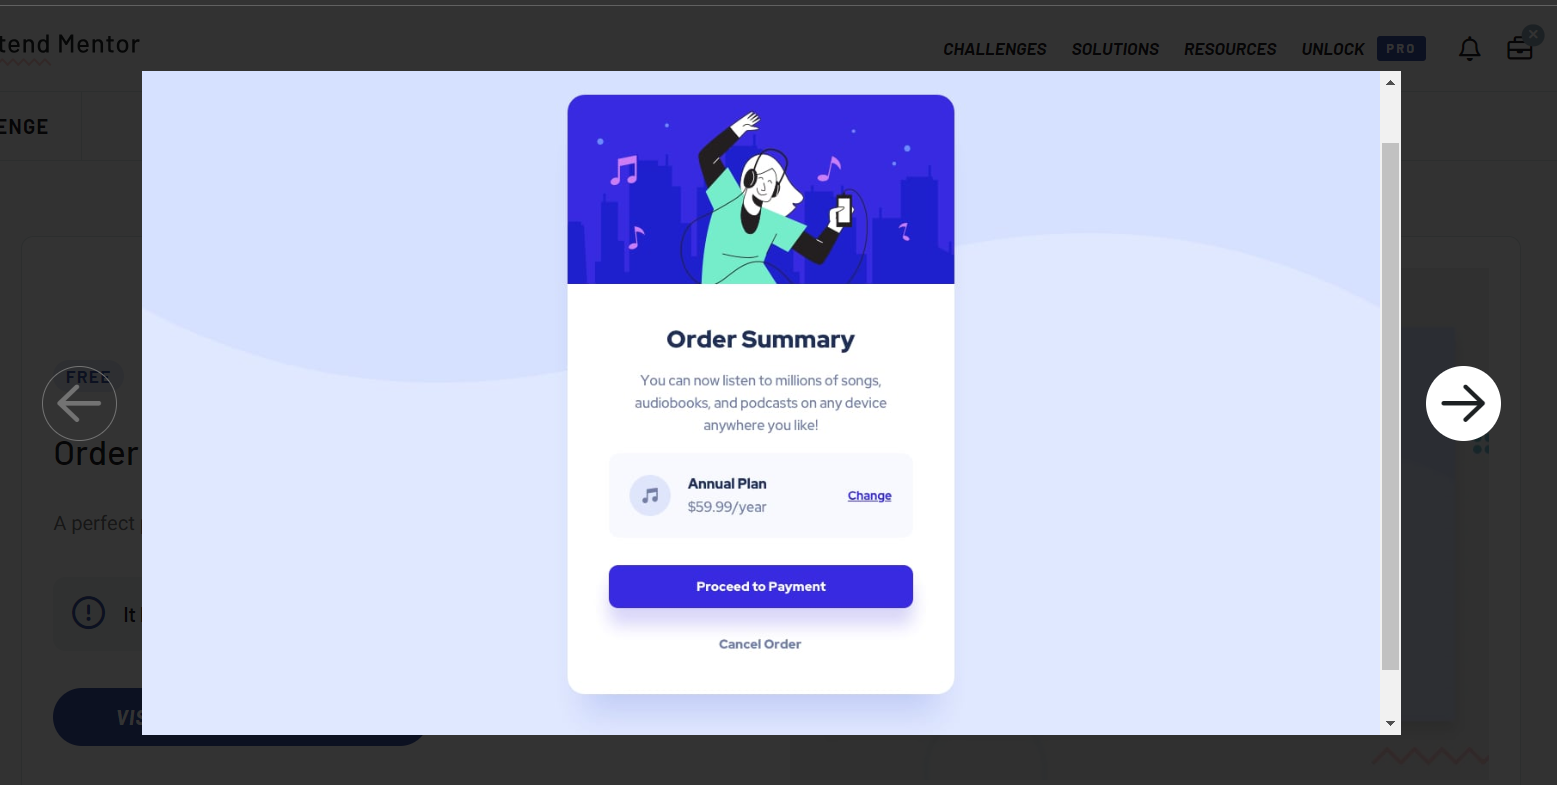 tend Mentor
CHALLENGES SOLUTIONS RESOURCES UNLOCK PRO
ENGE
FREE
Order
A perfect
It
VIS
Order Summary
You can now listen to millions of songs,
audiobooks, and podcasts on any device
anywhere you like!
Annual Plan
$59.99/year
Change
Proceed to Payment
Cancel Order